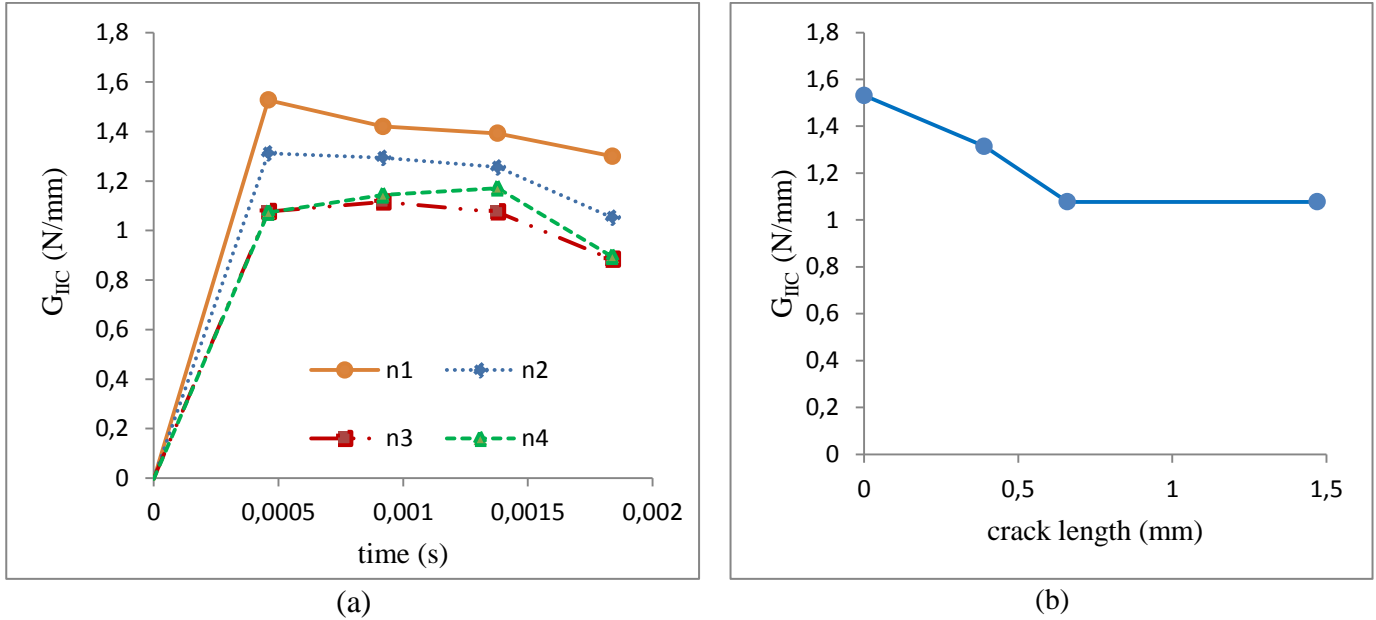 1,8
1,6
1,4
1,2
1
0,8
0,6
0,4
0,2
0
0 0,0005 0,001 0,0015 0,002
G_IIC (N/mm)
time (s)
n1 n2
n3 n4
(a)
1,8
1,6
1,4
1,2
1
0,8
0,6
0,4
0,2
0
0 0,5 1 1,5
G_IIC (N/mm)
crack length (mm)
(b)